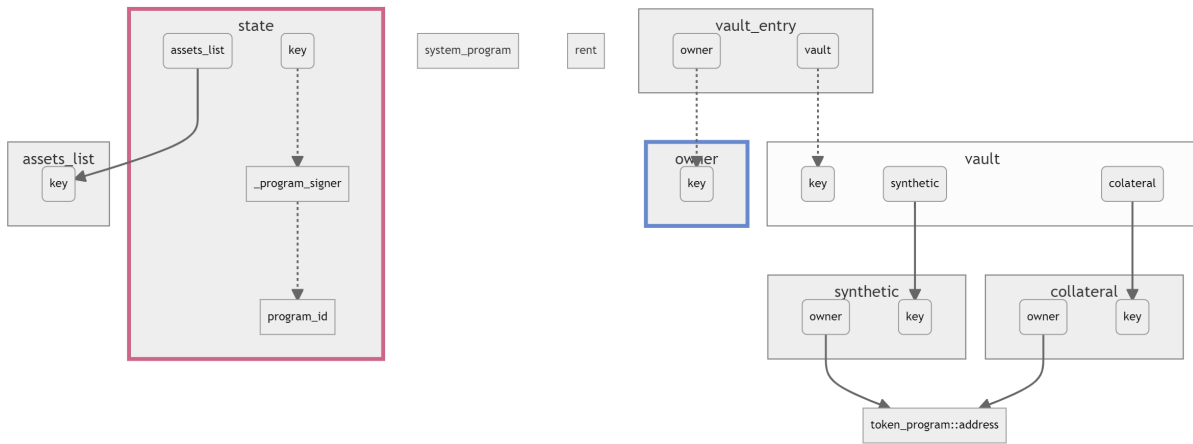 state
assets_list
key
_program_signer
program_id
assets_list
key
system_program
rent
vault_entry
owner
vault
owner
key
vault
key
synthetic
colateral
synthetic
owner
key
collateral
owner
key
token_program::address